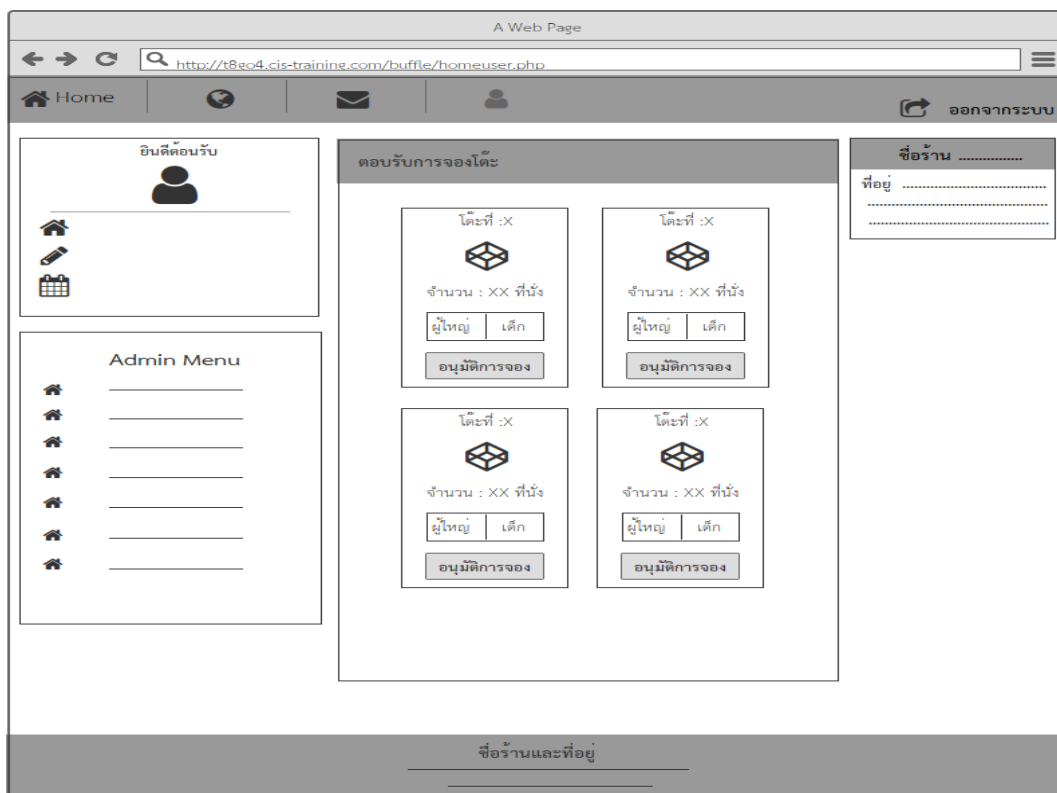 A Web Page
http://t8go4.cis-training.com/buffle/homeuser.php
Home
ออกจากระบบ
ยินดีต้อนรับ
Admin Menu
ตอบรับการจองโต๊ะ
โต๊ะที่ :X
จำนวน : XX ที่นั่ง
ผู้ใหญ่ เด็ก
อนุมัติการจอง
โต๊ะที่ :X
จำนวน : XX ที่นั่ง
ผู้ใหญ่ เด็ก
อนุมัติการจอง
โต๊ะที่ :X
จำนวน : XX ที่นั่ง
ผู้ใหญ่ เด็ก
อนุมัติการจอง
โต๊ะที่ :X
จำนวน : XX ที่นั่ง
ผู้ใหญ่ เด็ก
อนุมัติการจอง
ชื่อร้าน ................
ที่อยู่ ....................................
.............................................
.............................................
ชื่อร้านและที่อยู่